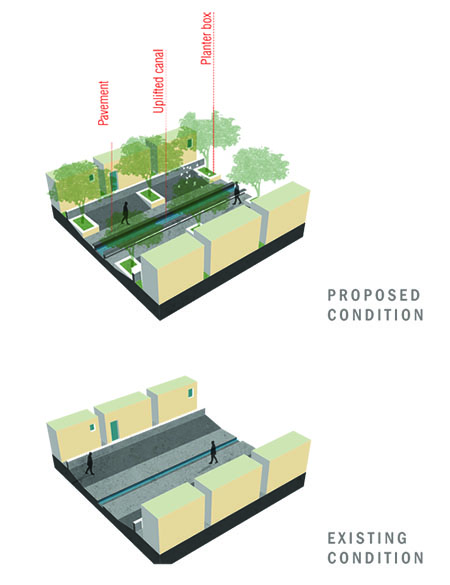 Pavement
Uplifted canal
Planter box
PROPOSED
CONDITION
EXISTING
CONDITION